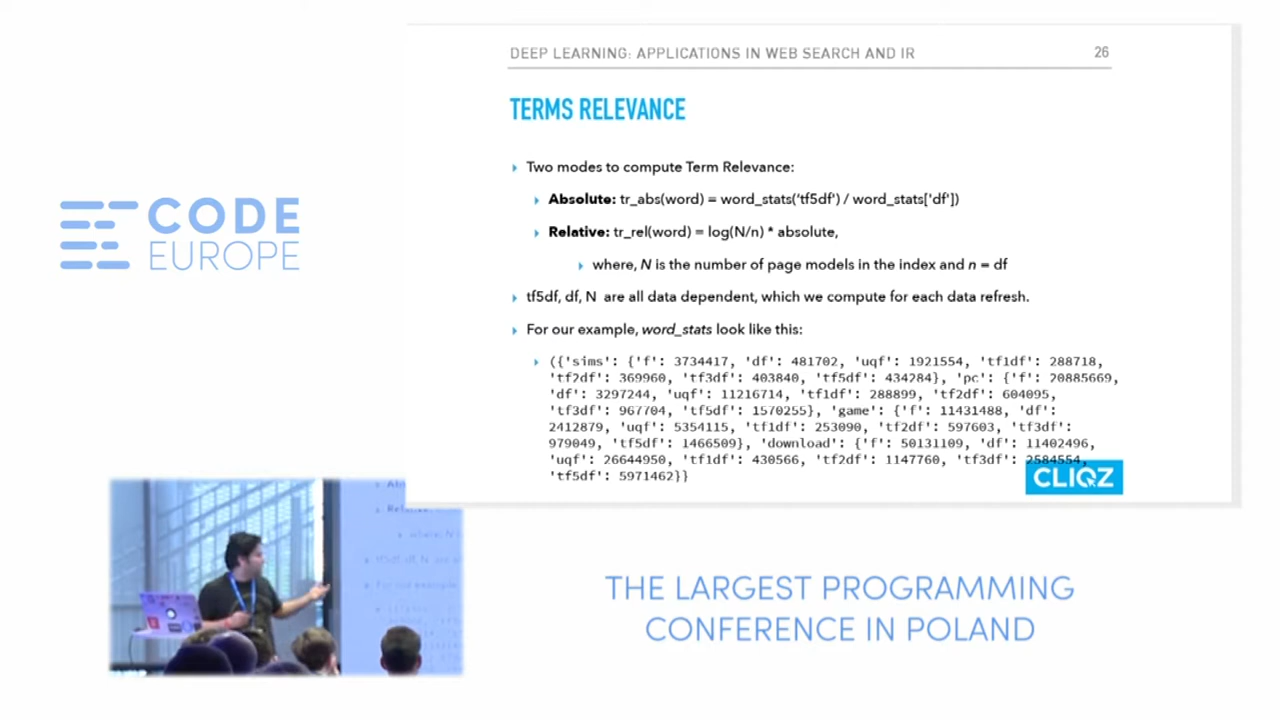 DEEP LEARNING: APPLICATIONS IN WEB SEARCH AND IR
26
TERMS RELEVANCE
Two modes to compute Term Relevance:
Absolute: tr_abs(word) = word_stats('tf5df') / word_stats['df'])
Relative: tr_rel(word) = log(N/n) * absolute,
where, N is the number of page models in the index and n = df
tf5df, df, N are all data dependent, which we compute for each data refresh.
For our example, word_stats look like this:
({'sims': {'f': 3734417, 'df': 481702, 'uqf': 1921554, 'tf1df': 288718,
'tf2df': 369960, 'tf3df': 403840, 'tf5df': 434284}, 'pc': {'f': 20885669,
'df': 3297244, 'uqf': 11216714, 'tf1df': 288899, 'tf2df': 604095,
'tf3df': 967704, 'tf5df': 1570255}, 'game': {'f': 11431488, 'df':
2412879, 'uqf': 5354115, 'tf1df': 253090, 'tf2df': 597603, 'tf3df':
979049, 'tf5df': 1466509}, 'download': {'f': 50131109, 'df': 11402496,
'uqf': 26644950, 'tf1df': 430566, 'tf2df': 1147760, 'tf3df': 2584554,
'tf5df': 5971462}}
CLIQZ
CODE
EUROPE
THE LARGEST PROGRAMMING
CONFERENCE IN POLAND